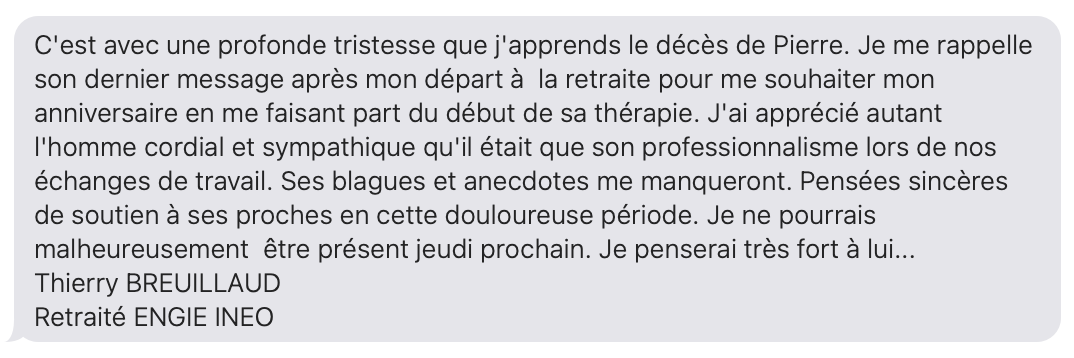 C'est avec une profonde tristesse que j'apprends le décès de Pierre. Je me rappelle
son dernier message après mon départ à  la retraite pour me souhaiter mon
anniversaire en me faisant part du début de sa thérapie. J'ai apprécié autant
l'homme cordial et sympathique qu'il était que son professionnalisme lors de nos
échanges de travail. Ses blagues et anecdotes me manqueront. Pensées sincères
de soutien à ses proches en cette douloureuse période. Je ne pourrais
malheureusement  être présent jeudi prochain. Je penserai très fort à lui...
Thierry BREUILLAUD
Retraité ENGIE INEO